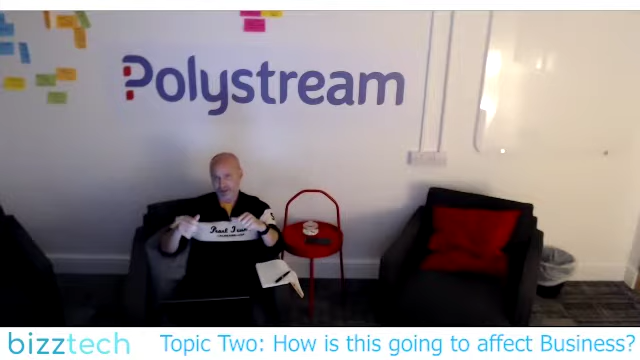 Polystream
bizztech
Topic Two: How is this going to affect Business?